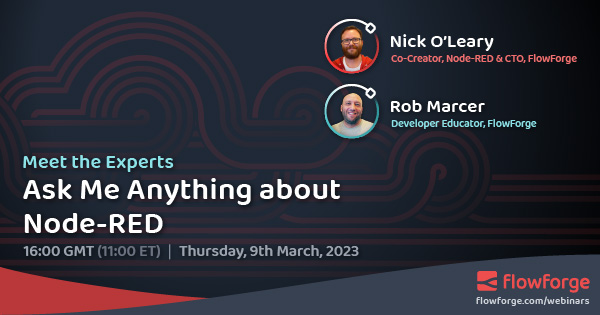 Nick O'Leary
Co-Creator, Node-RED & CTO, FlowForge
Rob Marcer
Developer Educator, FlowForge
Meet the Experts
Ask Me Anything about
Node-RED
16:00 GMT (11:00 ET) | Thursday, 9th March, 2023
flowforge
flowforge.com/webinars